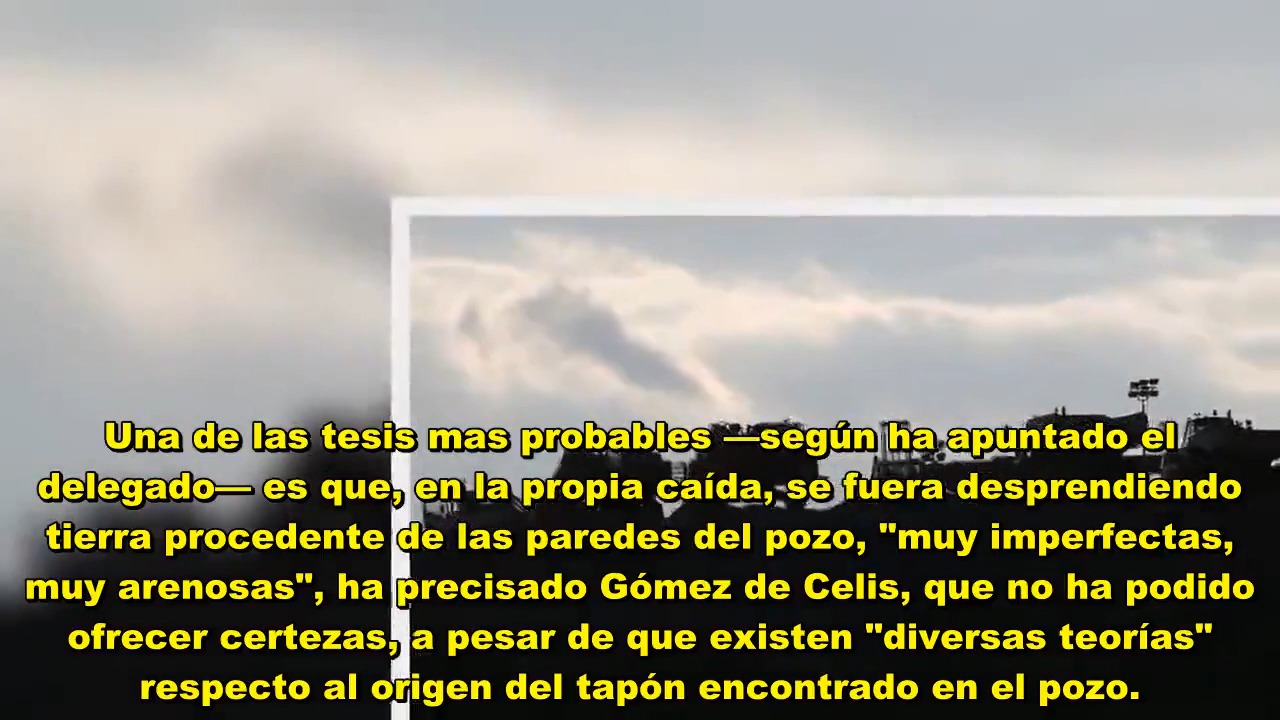 Una de las tesis mas probables —según ha apuntado el
delegado— es que, en la propia caída, se fuera desprendiendo
tierra procedente de las paredes del pozo, "muy imperfectas,
muy arenosas", ha precisado Gómez de Celis, que no ha podido
ofrecer certezas, a pesar de que existen "diversas teorías"
respecto al origen del tapón encontrado en el pozo.